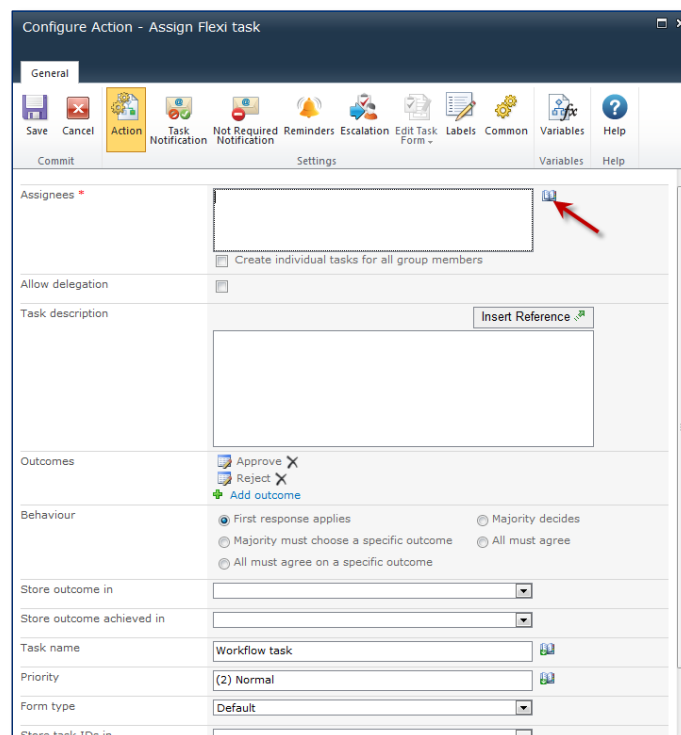 Configure Action - Assign Flexi task
General
Save
Cancel
Action
Task Notification
Not Required Notification
Reminders
Escalation
Edit Task Form
Labels
Common
Variables
Help
Commit
Settings
Variables
Help
Assignees *
Create individual tasks for all group members
Allow delegation
Task description
Insert Reference
Outcomes
Approve
Reject
Add outcome
Behaviour
First response applies
Majority decides
Majority must choose a specific outcome
All must agree
All must agree on a specific outcome
Store outcome in
Store outcome achieved in
Task name
Workflow task
Priority
(2) Normal
Form type
Default
Store task IDs in